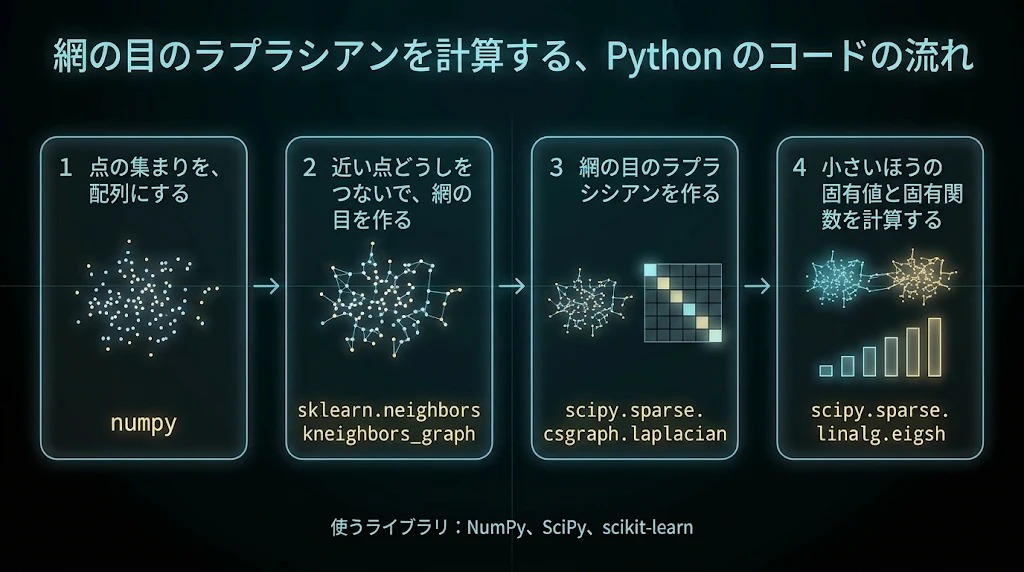 網の目のラプラシアンを計算する、Python のコードの流れ
1 点の集まりを、
配列にする
numpy
2 近い点どうしを
つないで、網の
目を作る
sklearn.neighbors
kneighbors_graph
3 網の目のラプラ
シシアンを作る
scipy.sparse.
csgraph.laplacian
4 小さいほうの
固有値と固有関
数を計算する
scipy.sparse.
linalg.eigsh
使うライブラリ：NumPy、SciPy、scikit-learn